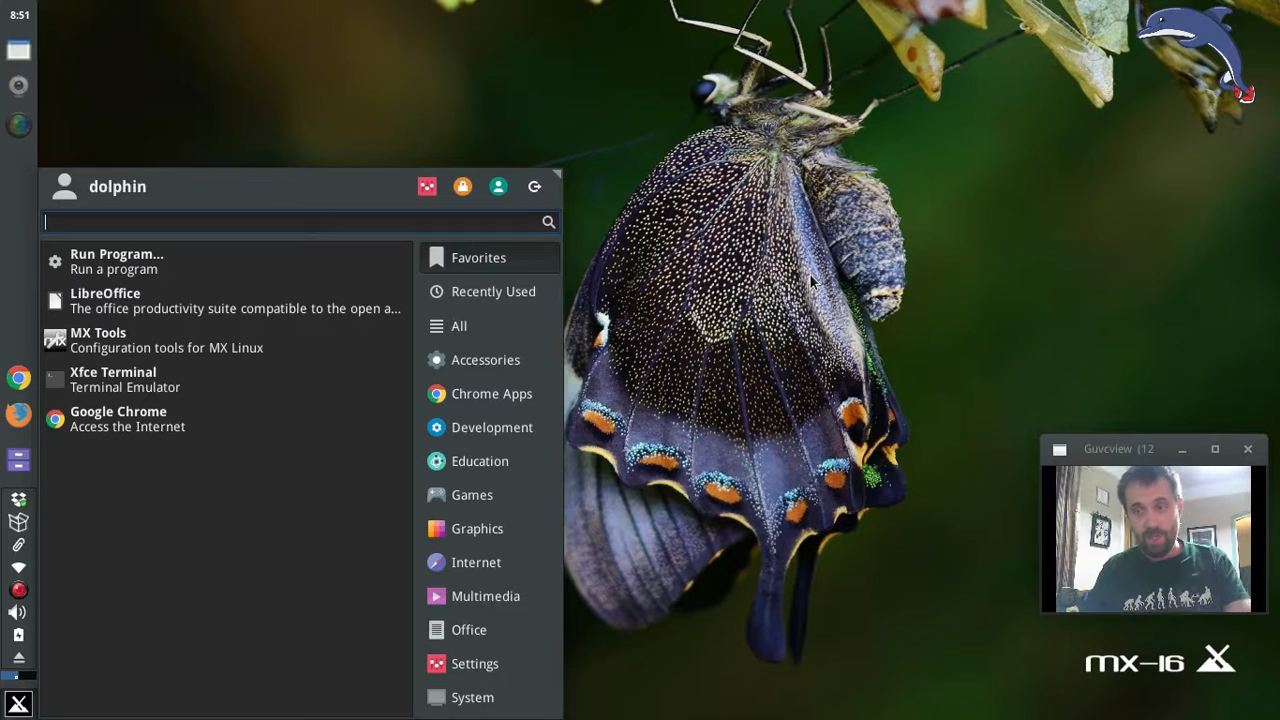 8:51
dolphin
Run Program...
Run a program
LibreOffice
The office productivity suite compatible to the open a...
MX Tools
Configuration tools for MX Linux
Xfce Terminal
Terminal Emulator
Google Chrome
Access the Internet
Favorites
Recently Used
All
Accessories
Chrome Apps
Development
Education
Games
Graphics
Internet
Multimedia
Office
Settings
System
Guvcview (12
mx-16